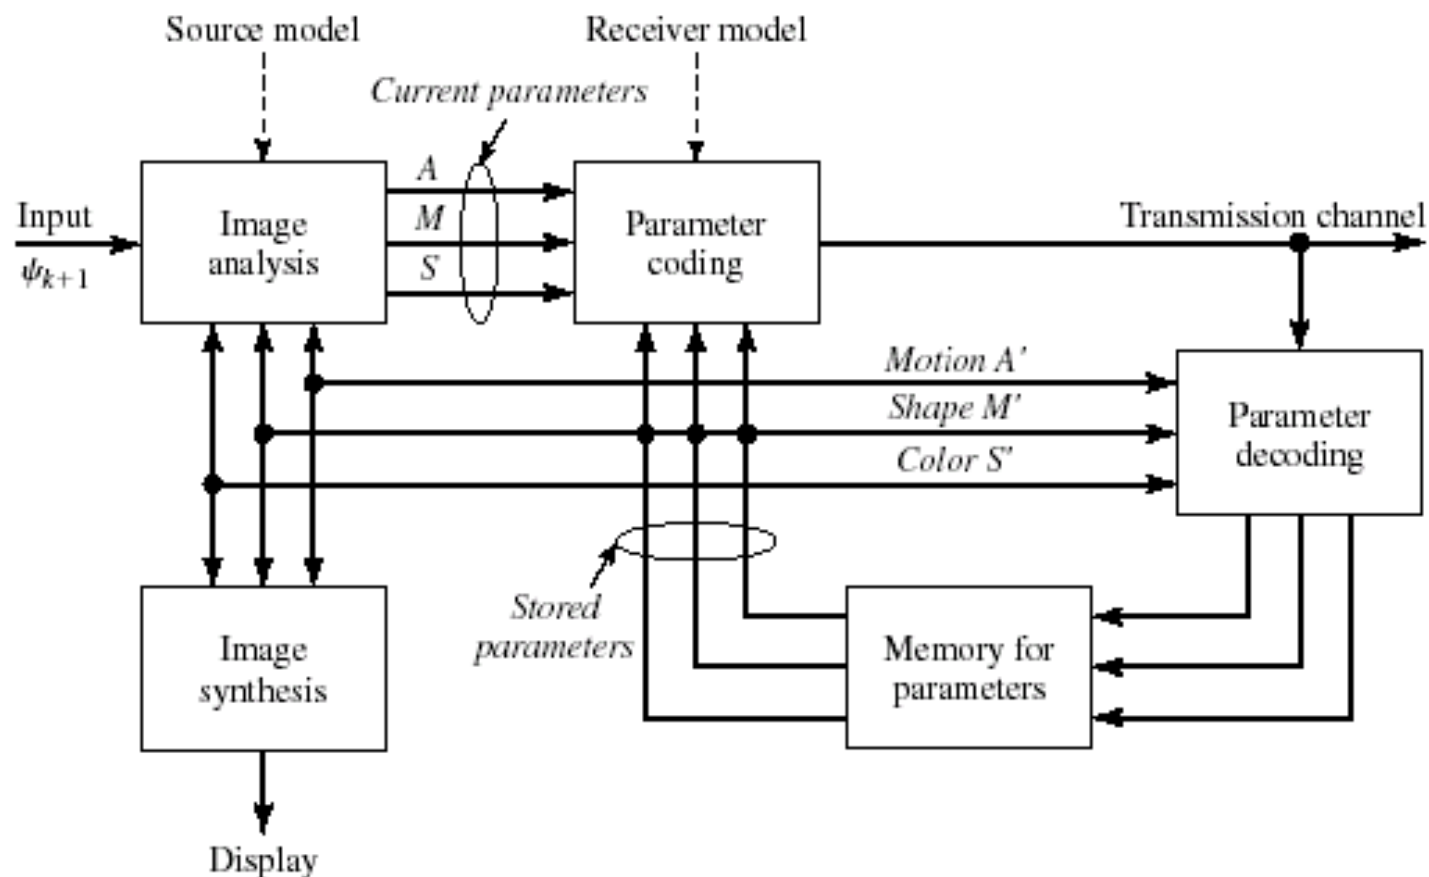 Source model
Receiver model
Current parameters
A
M
S
Input
ψk+1
Image
analysis
Parameter
coding
Transmission channel
Motion A'
Shape M'
Color S'
Parameter
decoding
Stored
parameters
Image
synthesis
Memory for
parameters
Display